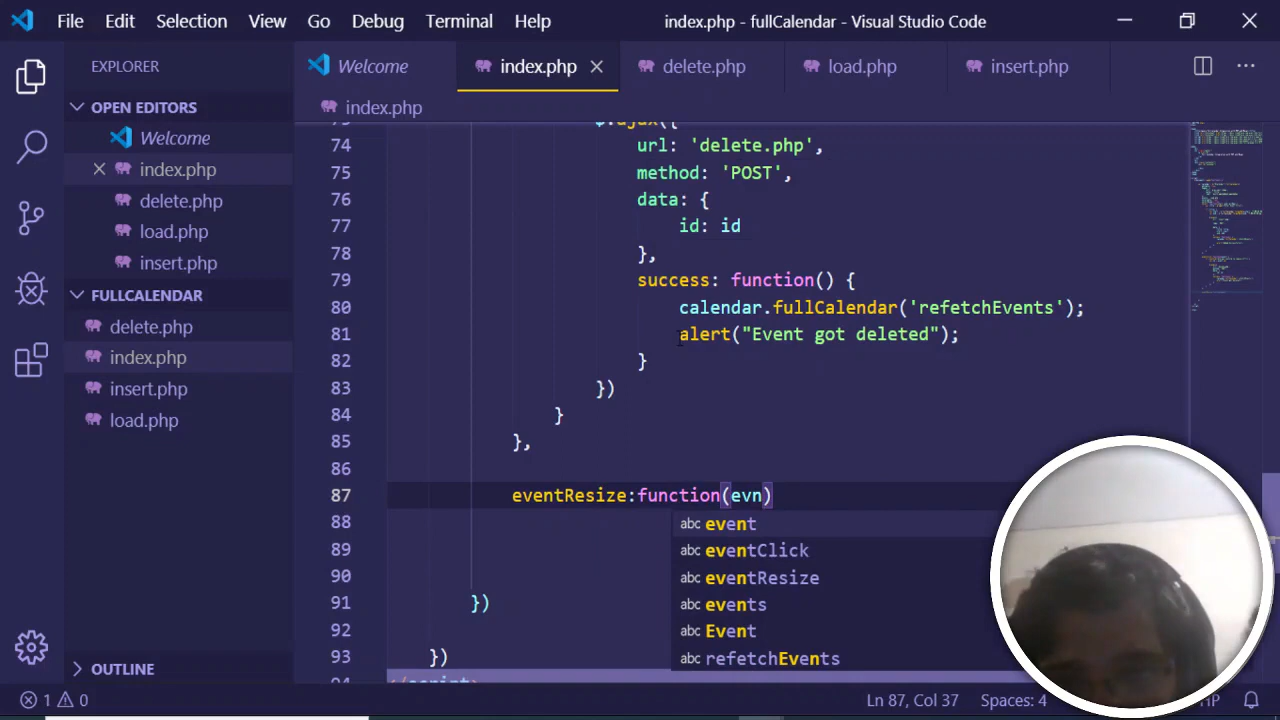 File Edit Selection View Go Debug Terminal Help index.php - fullCalendar - Visual Studio Code
EXPLORER
OPEN EDITORS
Welcome
index.php
delete.php
load.php
insert.php
FULLCALENDAR
delete.php
index.php
insert.php
load.php
OUTLINE
Welcome index.php delete.php load.php insert.php
index.php
74 url: 'delete.php',
75 method: 'POST',
76 data: {
77 id: id
78 },
79 success: function() {
80 calendar.fullCalendar('refetchEvents');
81 alert("Event got deleted");
82 }
83 })
84 }
85 },
86
87 eventResize:function(evn)
88
89
90
91 })
92
93 })
abc event
abc eventClick
abc eventResize
abc events
abc Event
abc refetchEvents
1 0 Ln 87, Col 37 Spaces: 4